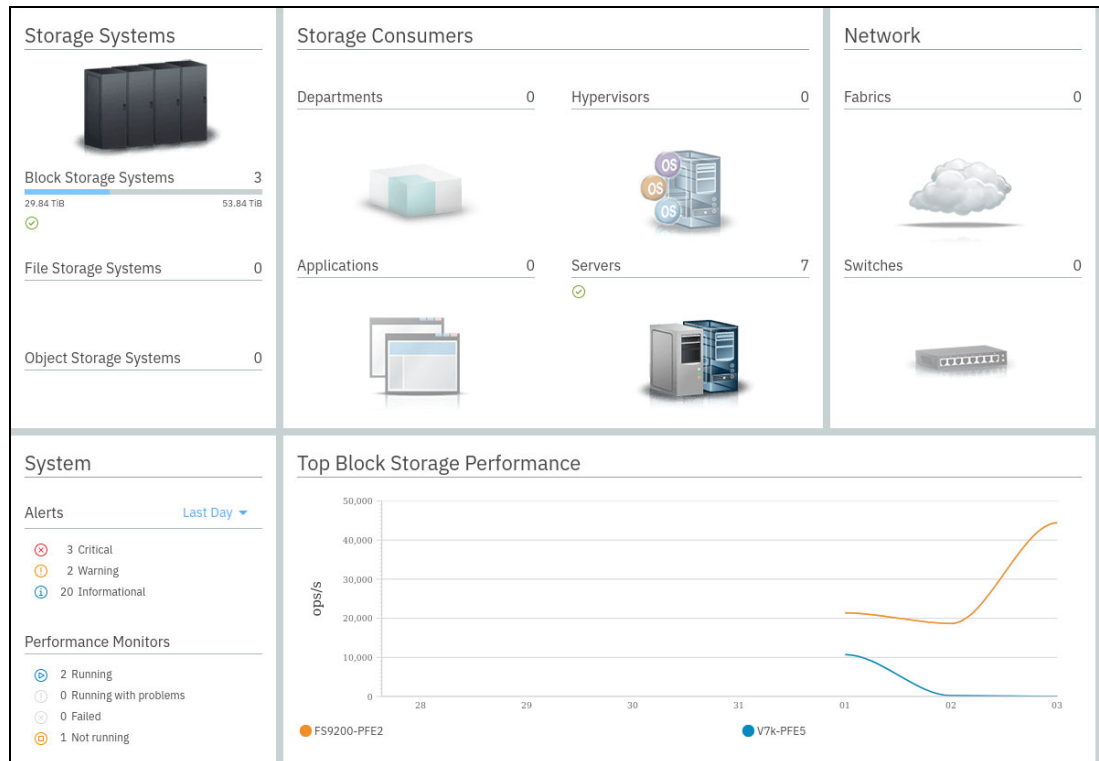 Storage Systems
Block Storage Systems 3
29.84 TiB 53.84 TiB
File Storage Systems 0
Object Storage Systems 0
Storage Consumers
Departments 0
Hypervisors 0
OS
OS
OS
Applications 0
Servers 7
Network
Fabrics 0
Switches 0
System
Alerts Last Day
3 Critical
2 Warning
20 Informational
Performance Monitors
2 Running
0 Running with problems
0 Failed
1 Not running
Top Block Storage Performance
50,000
40,000
30,000
20,000
10,000
0
ops/s
28 29 30 31 01 02 03
FS9200-PFE2 V7k-PFE5